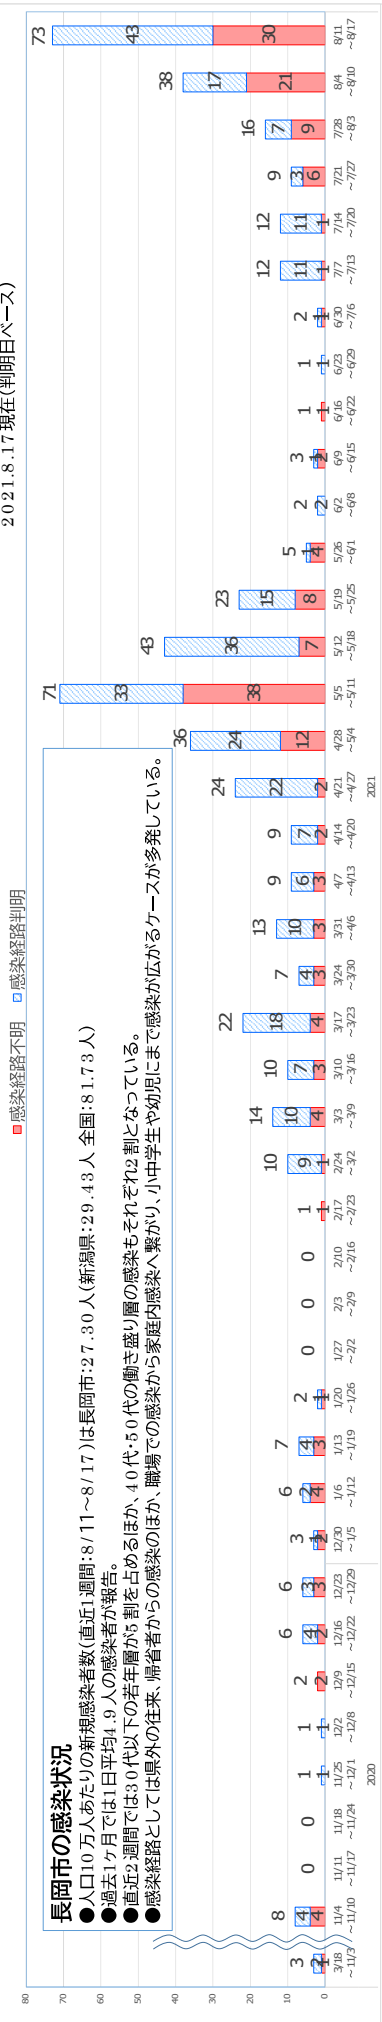 2021.8.17現在(判明日ベース)
感染経路不明 感染経路判明
長岡市の感染状況
●人口10万人あたりの新規感染者数(直近1週間:8/11～8/17)は長岡市:27.30人(新潟県:29.43人 全国:81.73人)
●過去1ヶ月では1日平均4.9人の感染者が報告。
●直近2週間では30代以下の若年層が5割を占めるほか、40代・50代の働き盛り層の感染もそれぞれ2割となっている。
●感染経路としては県外の往来、帰省者からの感染のほか、職場での感染から家庭内感染へ繋がり、小中学生や幼児にまで感染が広がるケースが多発している。
80
70
60
50
40
30
20
10
0
3 8 0 0 1 1 2 6 6 3 6 7 2 0 0 0 1 10 14 10 22 7 13 9 9 24 36 71 43 23 5 2 3 1 1 2 12 12 9 16 38 73
2 4 1 1 4 3 1 2 4 1 9 10 7 18 4 10 6 7 22 24 33 36 15 1 2 1 1 1 11 11 3 7 17 43
1 4 2 2 3 2 4 3 1 1 1 4 3 4 3 3 3 2 2 12 38 7 8 4 2 1 1 1 1 6 9 21 30
3/18 11/4 11/11 11/18 11/25 12/2 12/9 12/16 12/23 12/30 1/6 1/13 1/20 1/27 2/3 2/10 2/17 2/24 3/3 3/10 3/17 3/24 3/31 4/7 4/14 4/21 4/28 5/5 5/12 5/19 5/26 6/2 6/9 6/16 6/23 6/30 7/7 7/14 7/21 7/28 8/4 8/11
～11/3 ～11/10 ～11/17 ～11/24 ～12/1 ～12/8 ～12/15 ～12/22 ～12/29 ～1/5 ～1/12 ～1/19 ～1/26 ～2/2 ～2/9 ～2/16 ～2/23 ～3/2 ～3/9 ～3/16 ～3/23 ～3/30 ～4/6 ～4/13 ～4/20 ～4/27 ～5/4 ～5/11 ～5/18 ～5/25 ～6/1 ～6/8 ～6/15 ～6/22 ～6/29 ～7/6 ～7/13 ～7/20 ～7/27 ～8/3 ～8/10 ～8/17
2020 2021